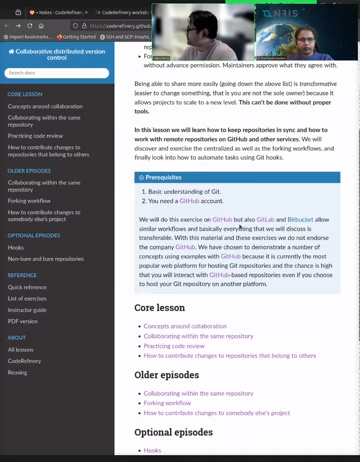 Notes - CodeRefinery
CodeRefinery worksh
https://coderefinery.github.
Import bookmarks...
Getting Started
SSH and SCP: Howto,
Collaborative distributed version
control
Search docs
CORE LESSON
Concepts around collaboration
Collaborating within the same
repository
Practicing code review
How to contribute changes to
repositories that belong to others
OLDER EPISODES
Collaborating within the same
repository
Forking workflow
How to contribute changes to
somebody else's project
OPTIONAL EPISODES
Hooks
Non-bare and bare repositories
REFERENCE
Quick reference
List of exercises
Instructor guide
PDF version
ABOUT
All lessons
CodeRefinery
Reusing
without advance permission. Maintainers approve what they agree with.
Being able to share more easily (going down the above list) is transformative
(easier to change something, that is you are not the sole owner) because it
allows projects to scale to a new level. This can't be done without proper
tools.
In this lesson we will learn how to keep repositories in sync and how to
work with remote repositories on GitHub and other services. We will
discover and exercise the centralized as well as the forking workflows, and
finally look into how to automate tasks using Git hooks.
Prerequisites
1. Basic understanding of Git.
2. You need a GitHub account.
We will do this exercise on GitHub but also GitLab and Bitbucket allow
similar workflows and basically everything that we will discuss is
transferable. With this material and these exercises we do not endorse
the company GitHub. We have chosen to demonstrate a number of
concepts using examples with GitHub because it is currently the most
popular web platform for hosting Git repositories and the chance is high
that you will interact with GitHub-based repositories even if you choose
to host your Git repository on another platform.
Core lesson
• Concepts around collaboration
• Collaborating within the same repository
• Practicing code review
• How to contribute changes to repositories that belong to others
Older episodes
• Collaborating within the same repository
• Forking workflow
• How to contribute changes to somebody else's project
Optional episodes
• Hooks